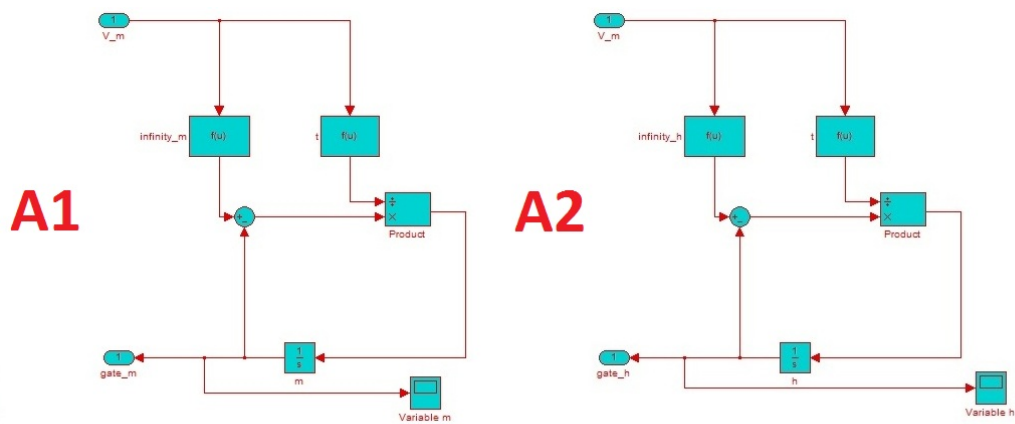 1
V_m
infinity_m
f(u)
t
f(u)
A1
+
-
÷
×
Product
1
gate_m
1
s
m
Variable m
1
V_m
infinity_h
f(u)
t
f(u)
A2
+
-
÷
×
Product
1
gate_h
1
s
h
Variable h